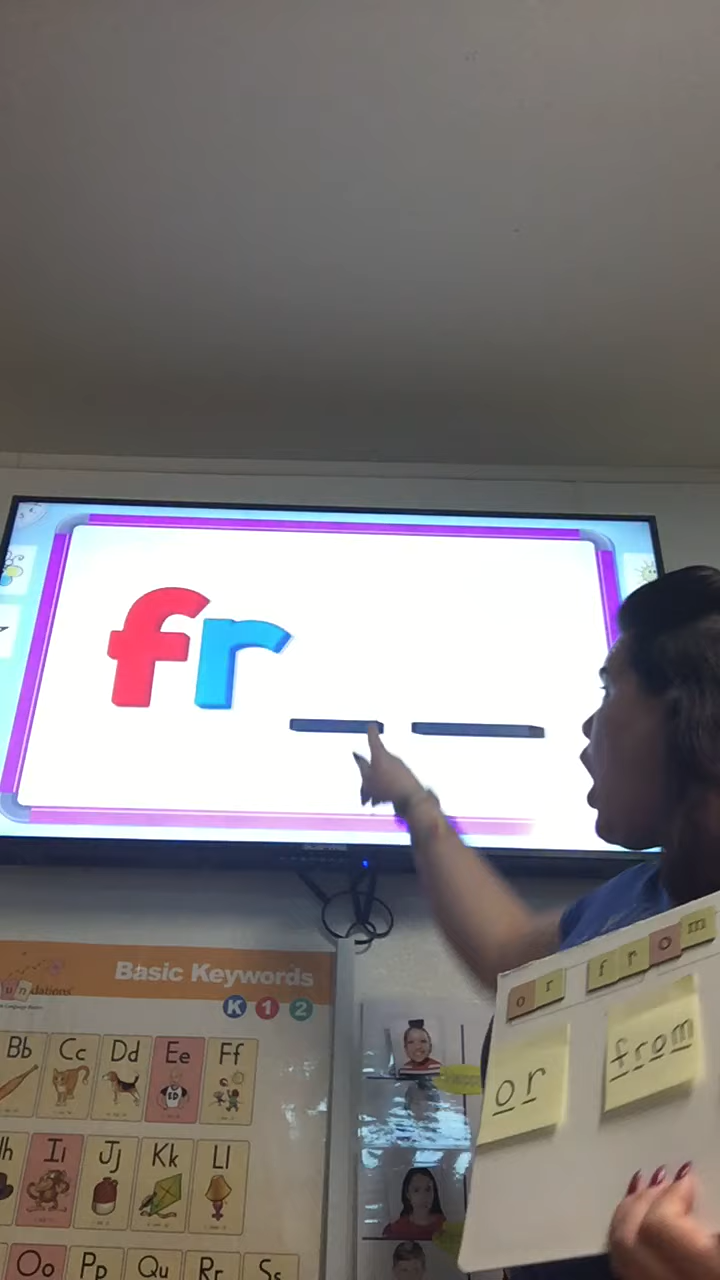 fr
Basic Keywords
K 1 2
Bb Cc Dd Ee Ff
Ii Jj Kk Ll
Oo Pp Qu Rr Ss
o r f r o m
or from